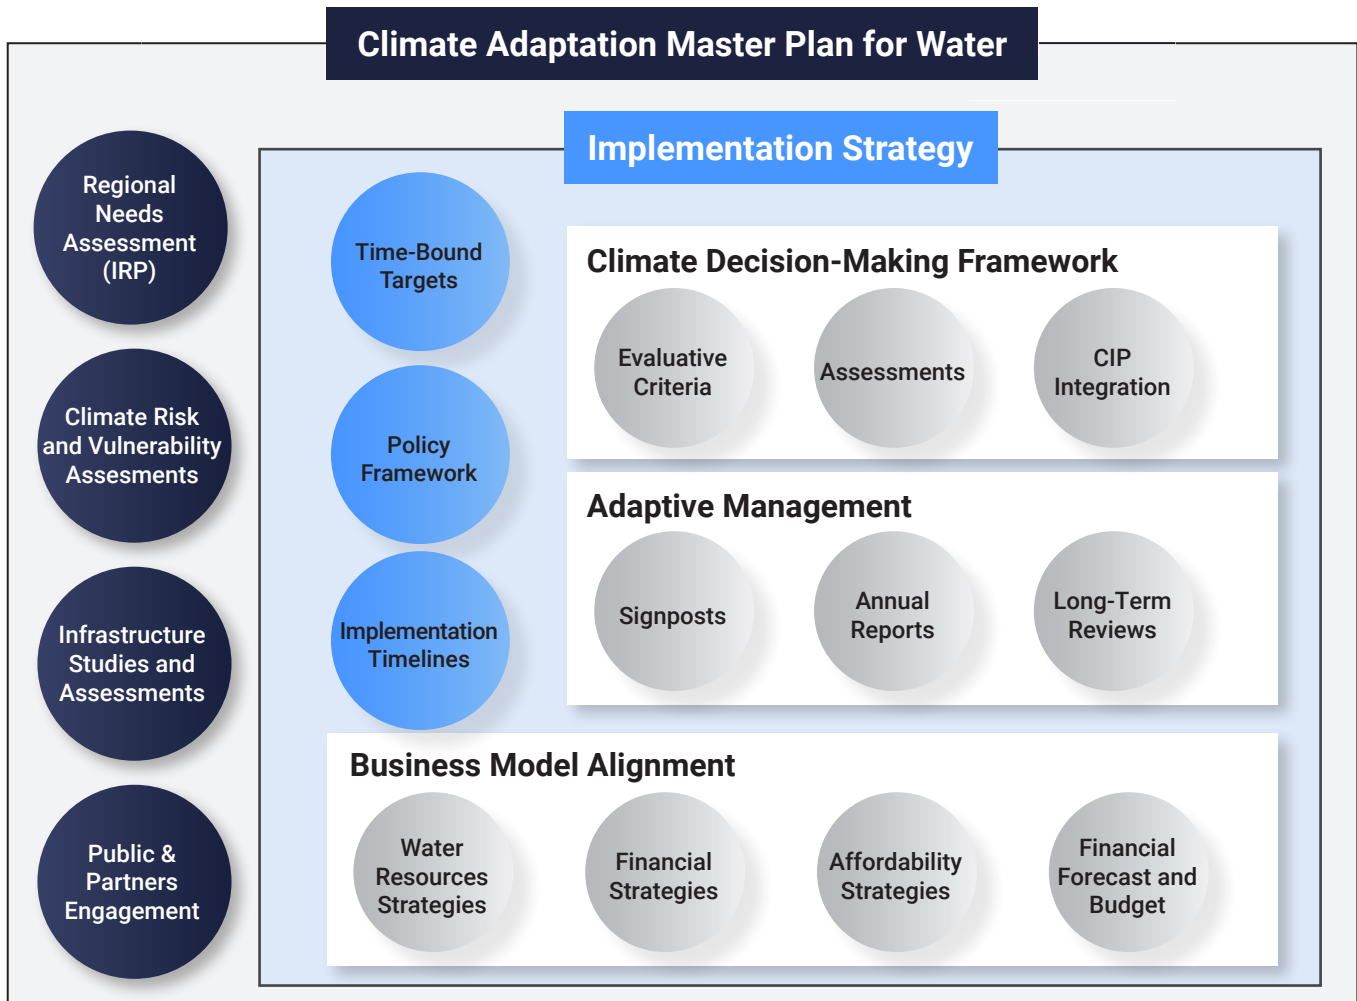 Climate Adaptation Master Plan for Water
Regional
Needs
Assessment
(IRP)
Climate Risk
and Vulnerability
Assesments
Infrastructure
Studies and
Assessments
Public &
Partners
Engagement
Implementation Strategy
Time-Bound
Targets
Policy
Framework
Implementation
Timelines
Climate Decision-Making Framework
Evaluative
Criteria
Assessments
CIP
Integration
Adaptive Management
Signposts
Annual
Reports
Long-Term
Reviews
Business Model Alignment
Water
Resources
Strategies
Financial
Strategies
Affordability
Strategies
Financial
Forecast and
Budget